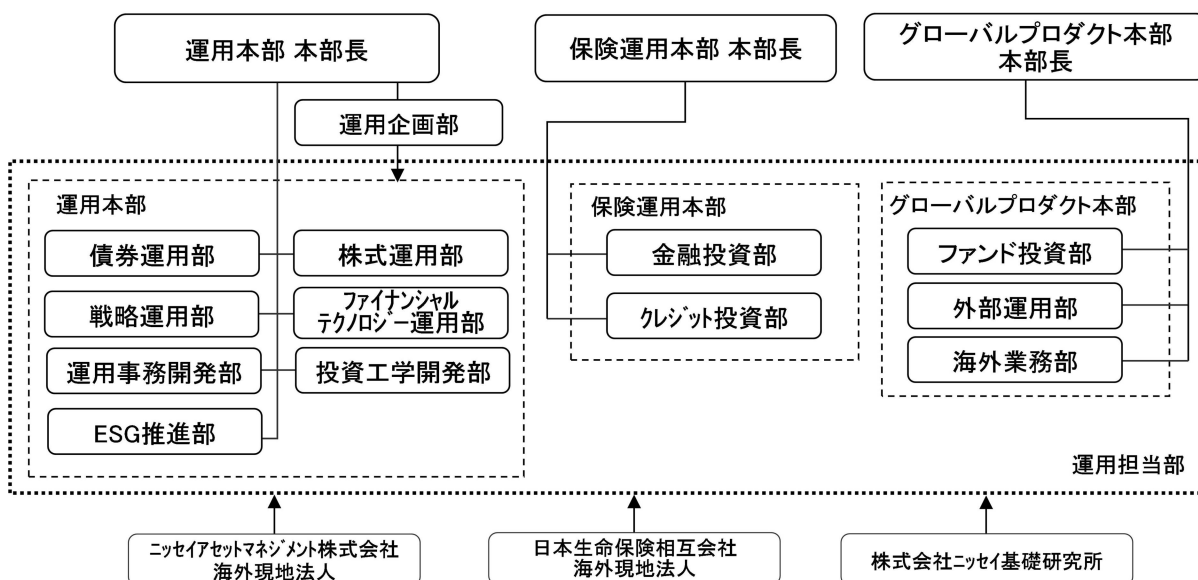 運用本部 本部長
保険運用本部 本部長
グローバルプロダクト本部
本部長
運用企画部
運用本部
債券運用部
株式運用部
戦略運用部
ファイナンシャル
テクノロジー運用部
運用事務開発部
投資工学開発部
ESG推進部
保険運用本部
金融投資部
クレジット投資部
グローバルプロダクト本部
ファンド投資部
外部運用部
海外業務部
運用担当部
ニッセイアセットマネジメント株式会社
海外現地法人
日本生命保険相互会社
海外現地法人
株式会社ニッセイ基礎研究所